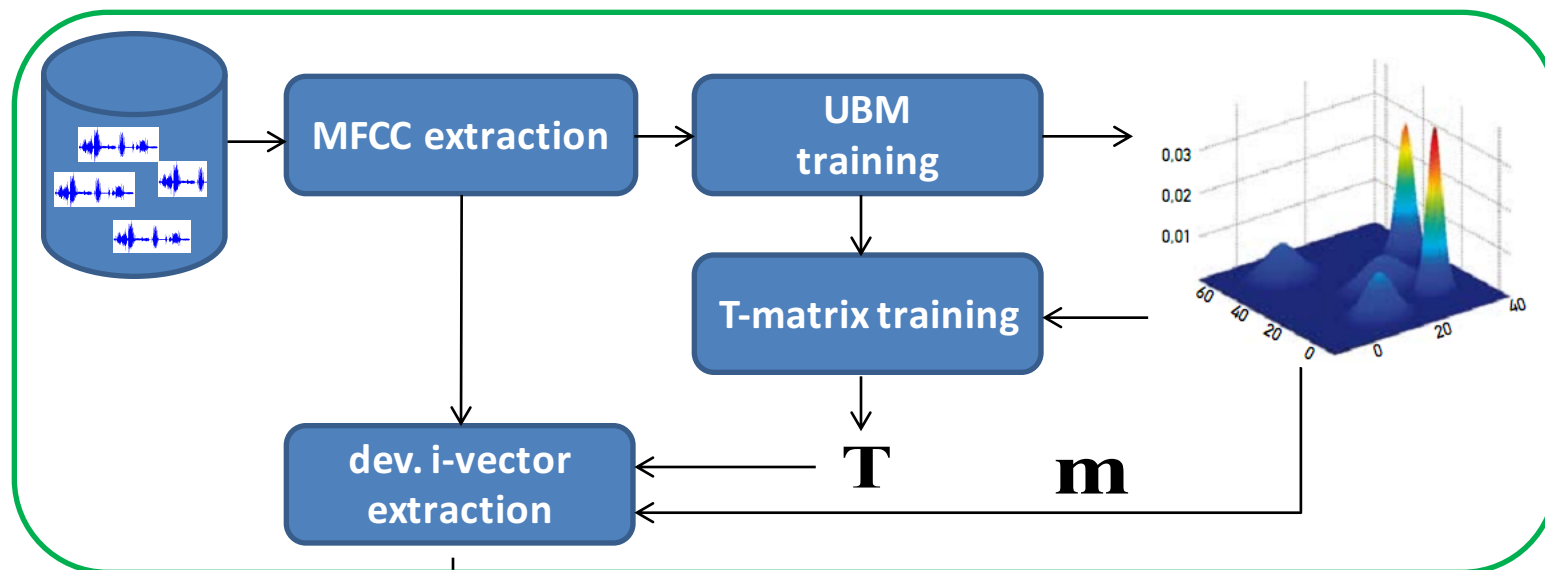 MFCC extraction
UBM
training
0.03
0.02
0.01
60
40
20
0
0
20
40
T-matrix training
dev. i-vector
extraction
T
m